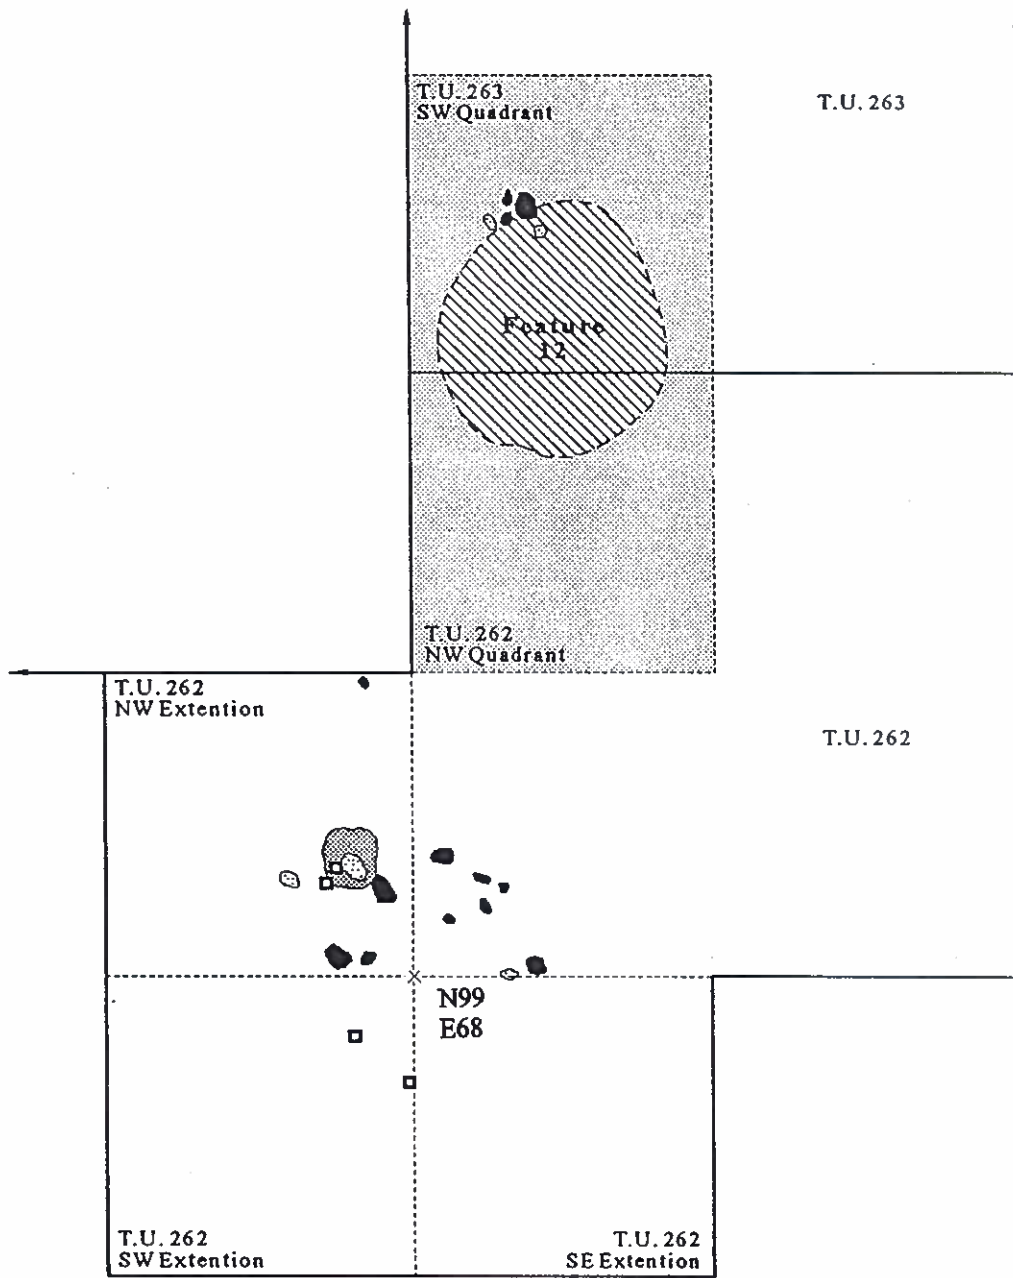 T.U. 263
SW Quadrant
T.U. 263
Feature
12
T.U. 262
NW Quadrant
T.U. 262
NW Extention
T.U. 262
N99
E68
T.U. 262
SW Extention
T.U. 262
SE Extention